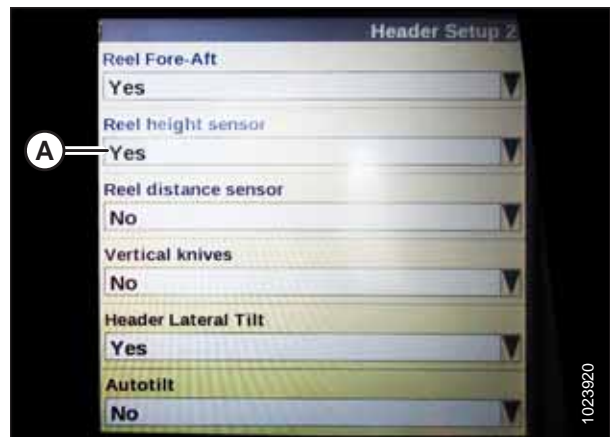 Header Setup 2
Reel Fore-Aft
Yes
Reel height sensor
A
Yes
Reel distance sensor
No
Vertical knives
No
Header Lateral Tilt
Yes
Autotilt
No
1023920